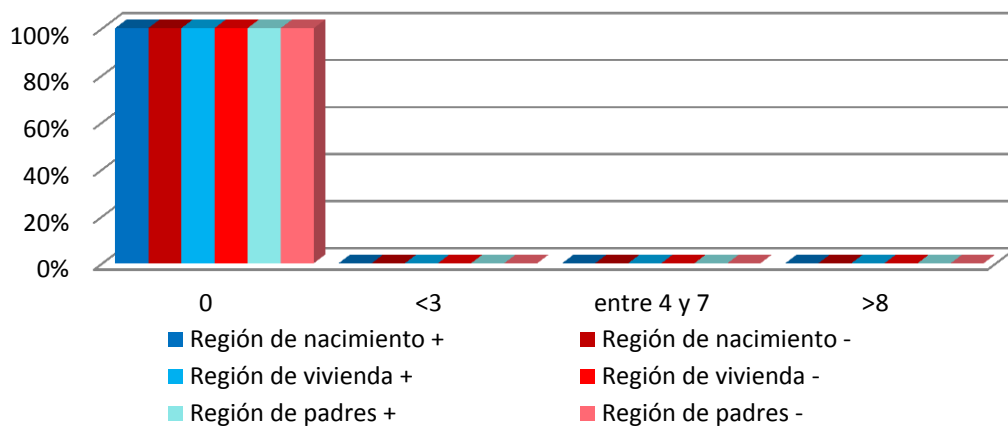 100%
80%
60%
40%
20%
0%
0 <3 entre 4 y 7 >8
Región de nacimiento + Región de nacimiento -
Región de vivienda + Región de vivienda -
Región de padres + Región de padres -